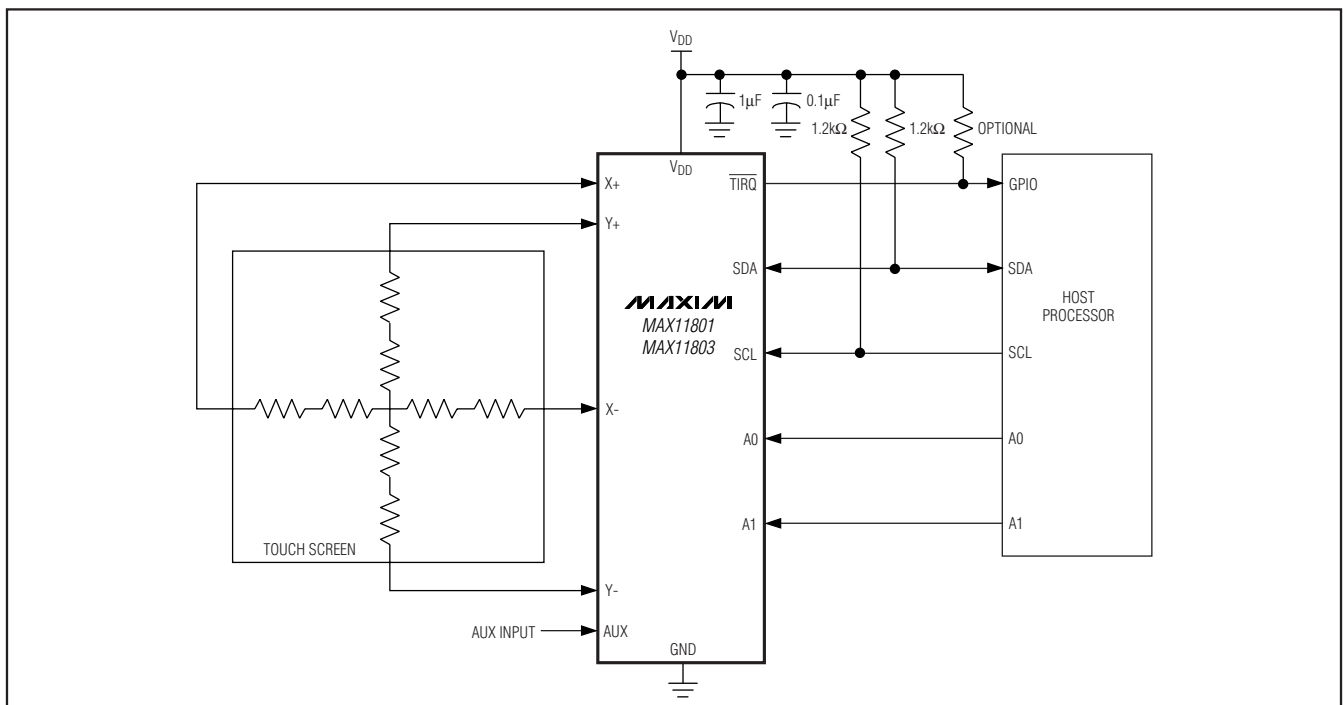 VDD
1µF
0.1µF
1.2kΩ
1.2kΩ
OPTIONAL
VDD
X+
TIRQ
GPIO
Y+
SDA
SDA
MAXIM
MAX11801
MAX11803
HOST
PROCESSOR
SCL
SCL
X-
A0
A0
A1
A1
TOUCH SCREEN
Y-
AUX INPUT
AUX
GND